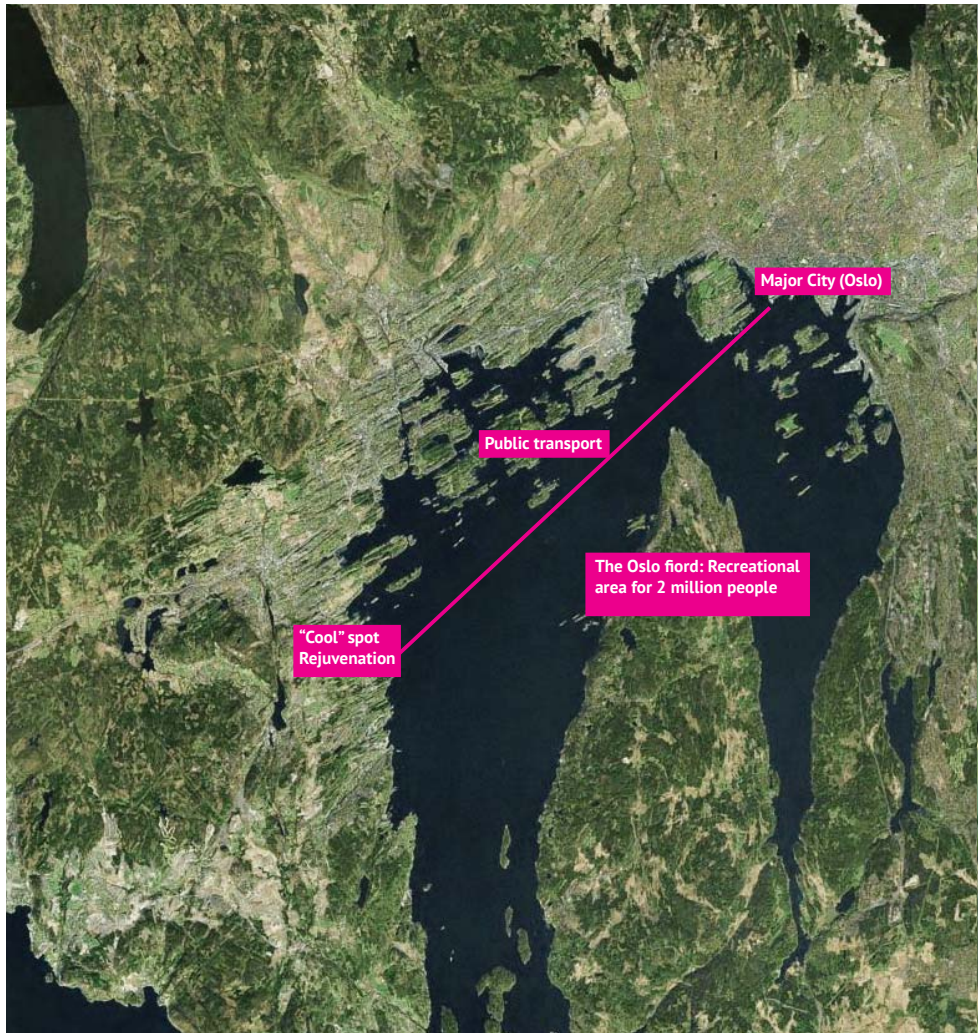 Major City (Oslo)
Public transport
The Oslo fiord: Recreational
area for 2 million people
“Cool” spot
Rejuvenation